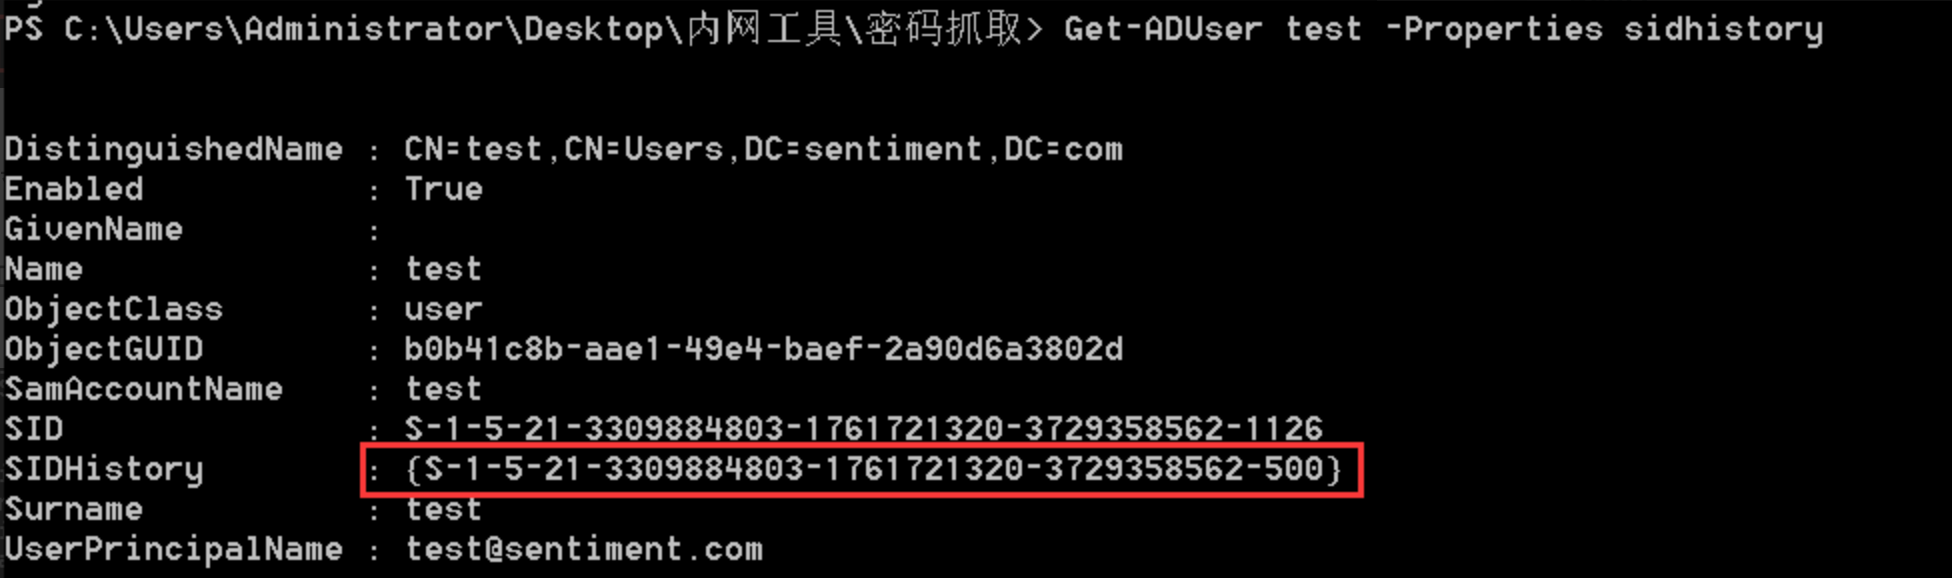 PS C:\Users\Administrator\Desktop\内网工具\密码抓取> Get-ADUser test -Properties sidhistory
DistinguishedName : CN=test,CN=Users,DC=sentiment,DC=com
Enabled : True
GivenName :
Name : test
ObjectClass : user
ObjectGUID : b0b41c8b-aae1-49e4-baef-2a90d6a3802d
SamAccountName : test
SID : S-1-5-21-3309884803-1761721320-3729358562-1126
SIDHistory : {S-1-5-21-3309884803-1761721320-3729358562-500}
Surname : test
UserPrincipalName : test@sentiment.com